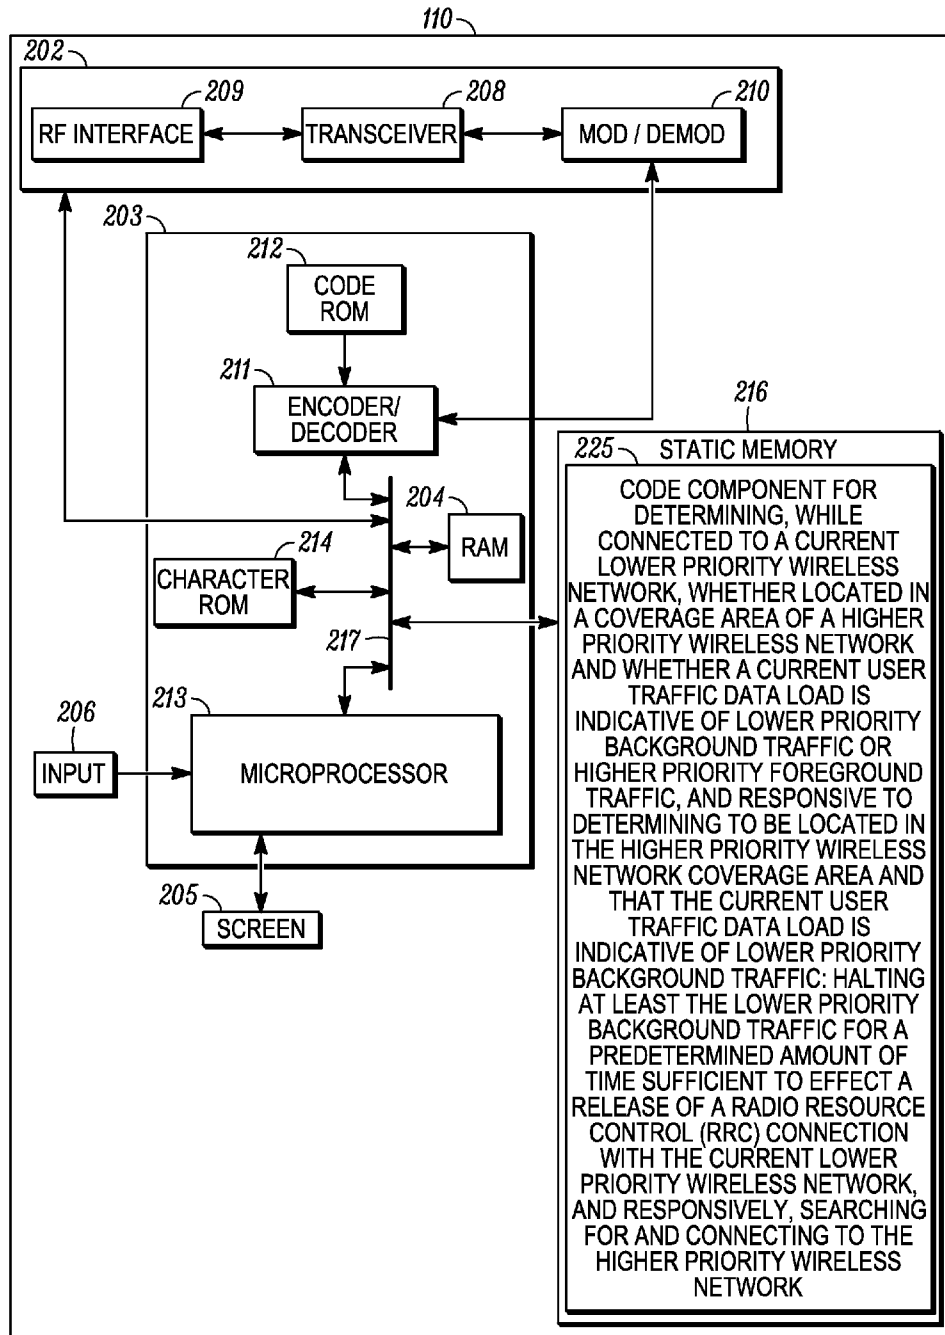 110
202
209
208
210
RF INTERFACE
TRANSCEIVER
MOD / DEMOD
203
212
CODE
ROM
211
ENCODER/
DECODER
216
STATIC MEMORY
225
204
RAM
214
CHARACTER
ROM
217
213
MICROPROCESSOR
206
INPUT
205
SCREEN
CODE COMPONENT FOR
DETERMINING, WHILE
CONNECTED TO A CURRENT
LOWER PRIORITY WIRELESS
NETWORK, WHETHER LOCATED IN
A COVERAGE AREA OF A HIGHER
PRIORITY WIRELESS NETWORK
AND WHETHER A CURRENT USER
TRAFFIC DATA LOAD IS
INDICATIVE OF LOWER PRIORITY
BACKGROUND TRAFFIC OR
HIGHER PRIORITY FOREGROUND
TRAFFIC, AND RESPONSIVE TO
DETERMINING TO BE LOCATED IN
THE HIGHER PRIORITY WIRELESS
NETWORK COVERAGE AREA AND
THAT THE CURRENT USER
TRAFFIC DATA LOAD IS
INDICATIVE OF LOWER PRIORITY
BACKGROUND TRAFFIC: HALTING
AT LEAST THE LOWER PRIORITY
BACKGROUND TRAFFIC FOR A
PREDETERMINED AMOUNT OF
TIME SUFFICIENT TO EFFECT A
RELEASE OF A RADIO RESOURCE
CONTROL (RRC) CONNECTION
WITH THE CURRENT LOWER
PRIORITY WIRELESS NETWORK,
AND RESPONSIVELY, SEARCHING
FOR AND CONNECTING TO THE
HIGHER PRIORITY WIRELESS
NETWORK